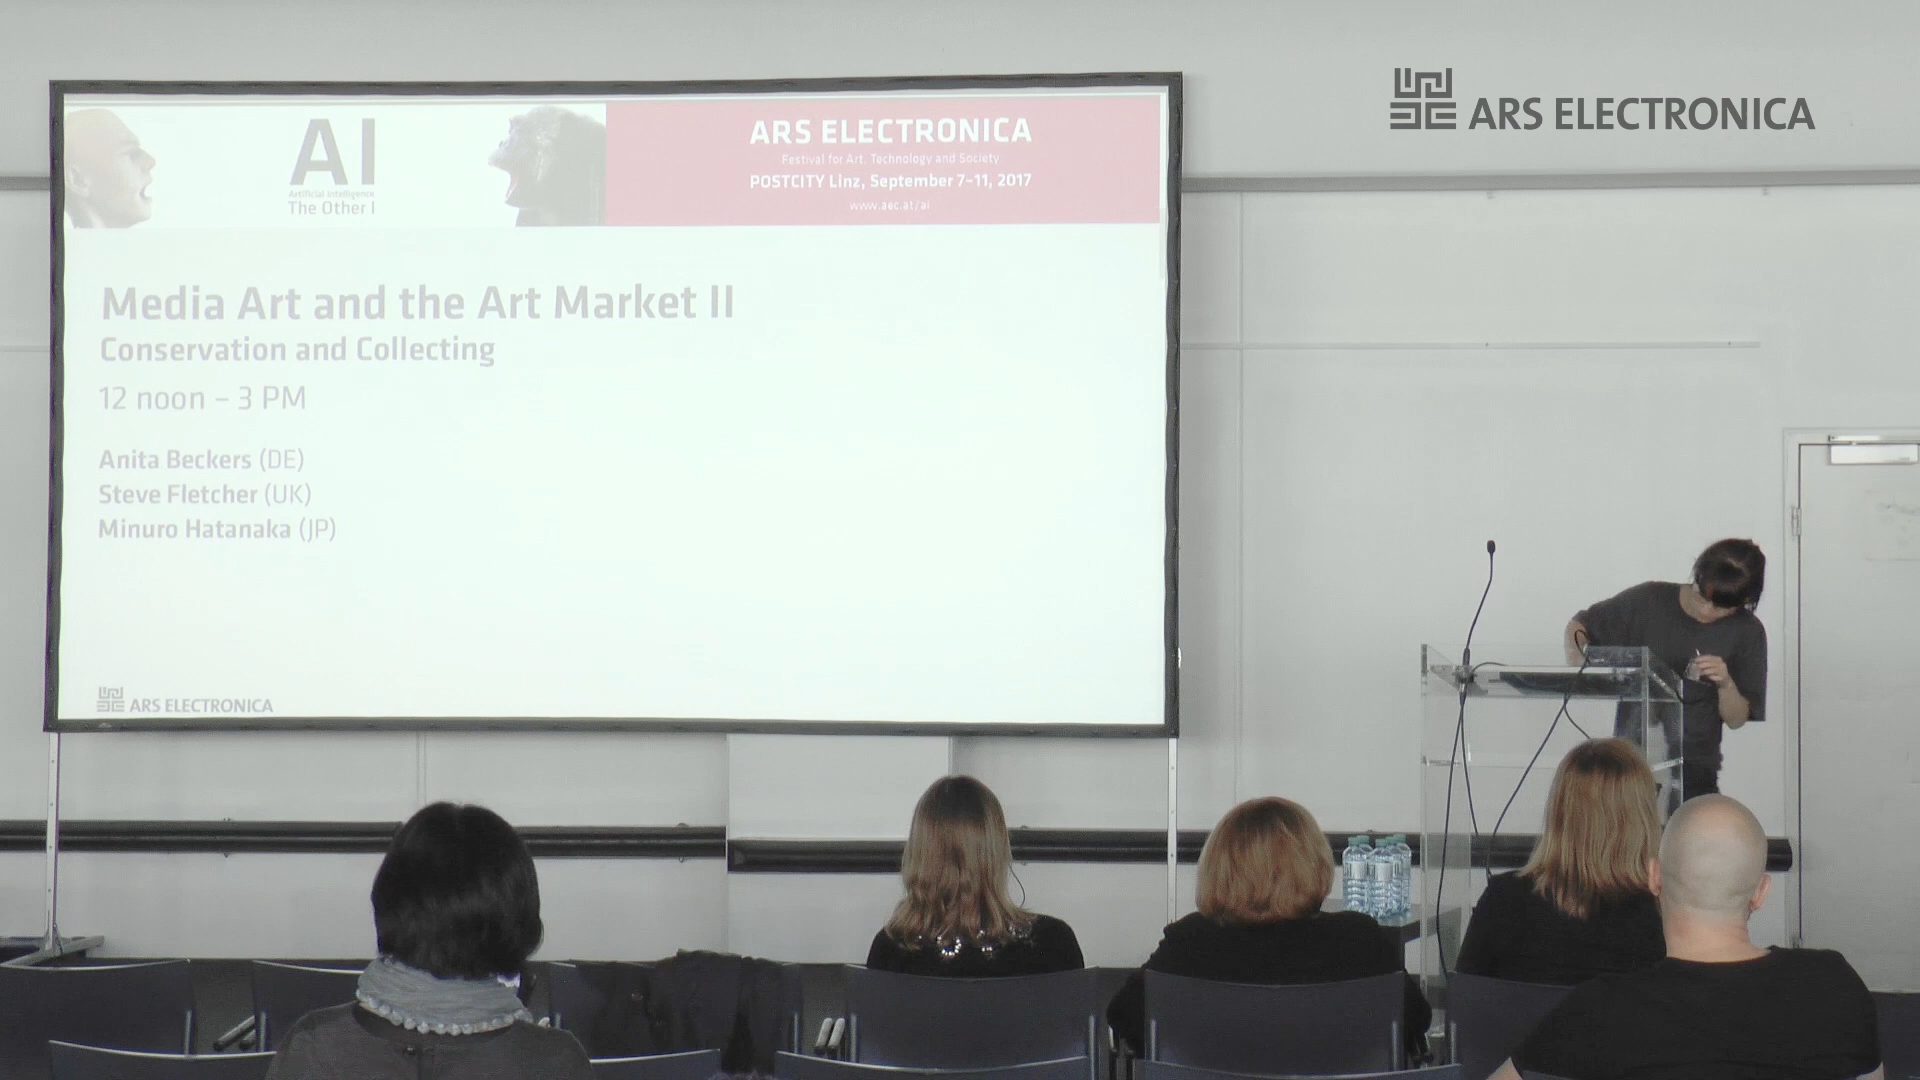 ARS ELECTRONICA
AI
Artificial Intelligence
The Other I
ARS ELECTRONICA
Festival for Art, Technology and Society
POSTCITY Linz, September 7–11, 2017
www.aec.at/ai
Media Art and the Art Market II
Conservation and Collecting
12 noon – 3 PM
Anita Beckers (DE)
Steve Fletcher (UK)
Minuro Hatanaka (JP)
ARS ELECTRONICA